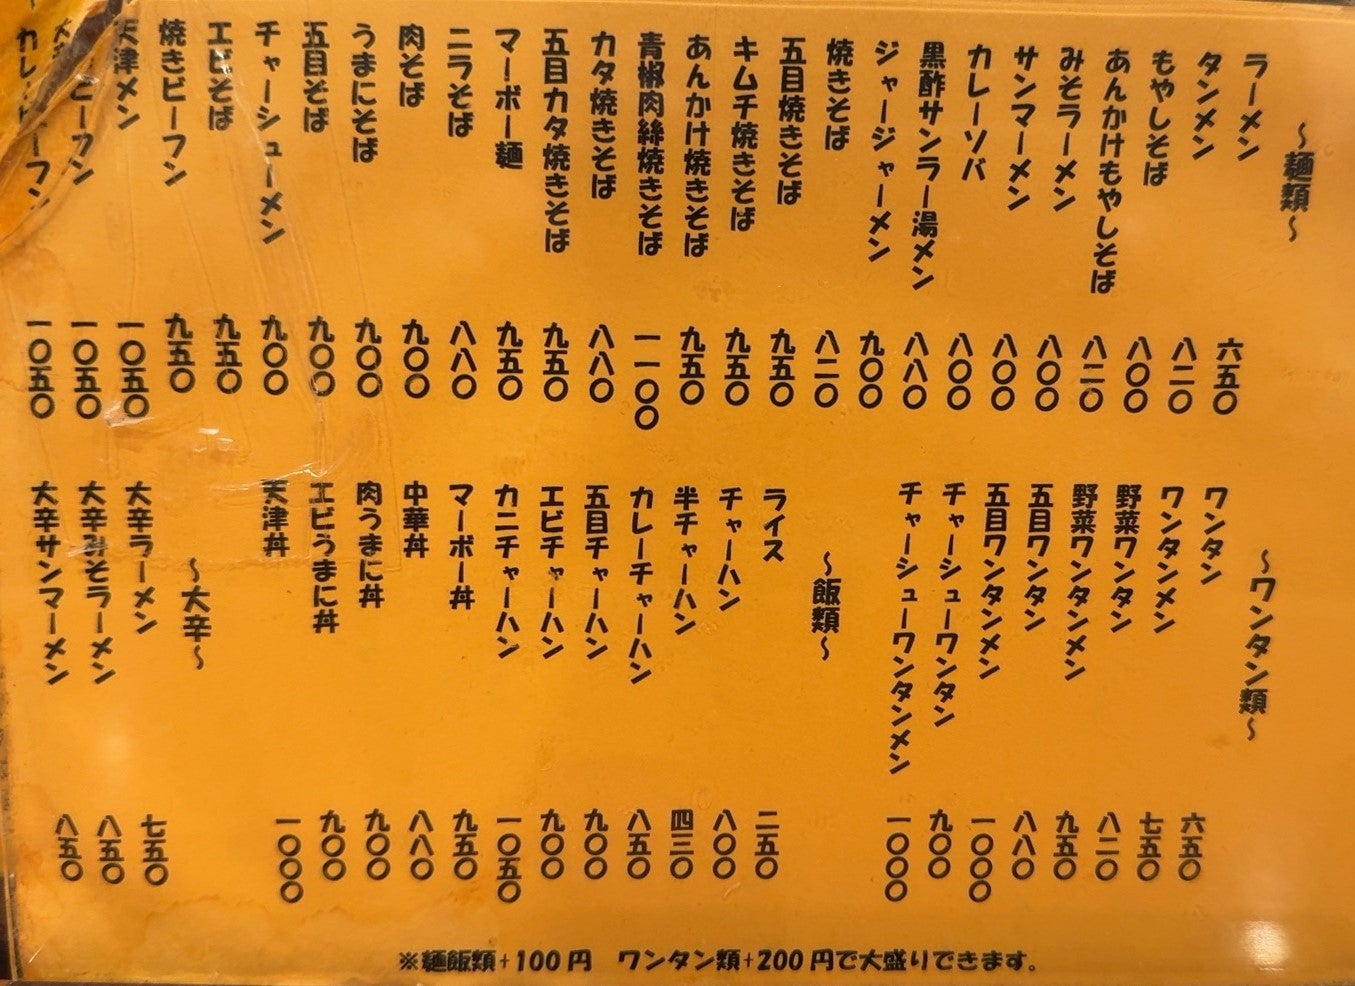 ~麺類~
ラーメン 六五〇
タンメン 八二〇
もやしそば 八〇〇
あんかけもやしそば 八二〇
みそラーメン 八〇〇
サンマーメン 八〇〇
カレーソバ 八〇〇
黒酢サンラー湯メン 八八〇
ジャージャーメン 九〇〇
焼きそば 八二〇
五目焼きそば 九五〇
キムチ焼きそば 九五〇
あんかけ焼きそば 九五〇
青椒肉絲焼きそば 一一〇〇
カタ焼きそば 八八〇
五目カタ焼きそば 九五〇
マーボー麺 九五〇
ニラそば 八八〇
肉そば 九〇〇
うまにそば 九〇〇
五目そば 九〇〇
チャーシューメン 九〇〇
エビそば 九五〇
焼きビーフン 九五〇
天津メン 一〇五〇
ビーフン 一〇五〇
カレービーフン 一〇五〇
~ワンタン類~
ワンタン 六五〇
ワンタンメン 七五〇
野菜ワンタン 八二〇
野菜ワンタンメン 九五〇
五目ワンタン 八八〇
五目ワンタンメン 一〇〇〇
チャーシューワンタン 九〇〇
チャーシューワンタンメン 一〇〇〇
~飯類~
ライス 二五〇
チャーハン 八〇〇
半チャーハン 四三〇
カレーチャーハン 八五〇
五目チャーハン 九〇〇
エビチャーハン 九〇〇
カニチャーハン 一〇五〇
マーボー丼 九五〇
中華丼 八八〇
肉うまに丼 九〇〇
エビうまに丼 九〇〇
天津丼 一〇〇〇
~大辛~
大辛ラーメン 七五〇
大辛みそラーメン 八五〇
大辛サンマーメン 八五〇
※麺飯類+100円 ワンタン類+200円で大盛りできます。